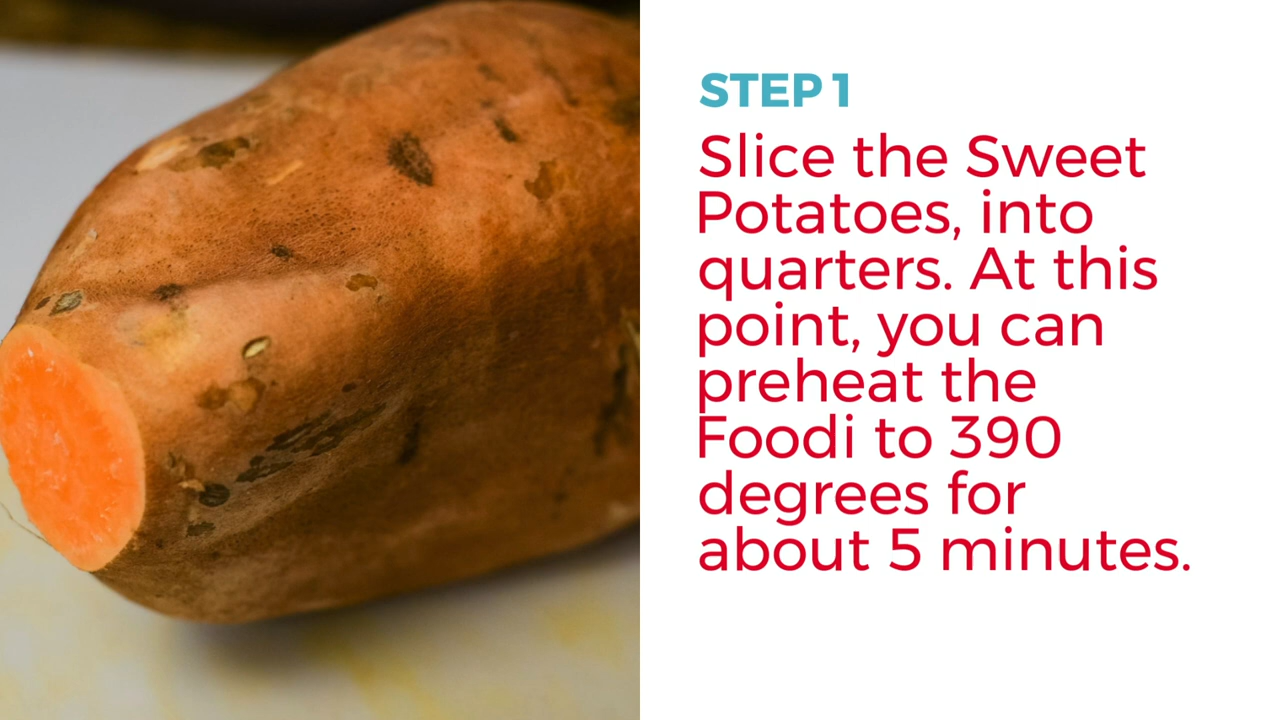 STEP 1
Slice the Sweet
Potatoes, into
quarters. At this
point, you can
preheat the
Foodi to 390
degrees for
about 5 minutes.